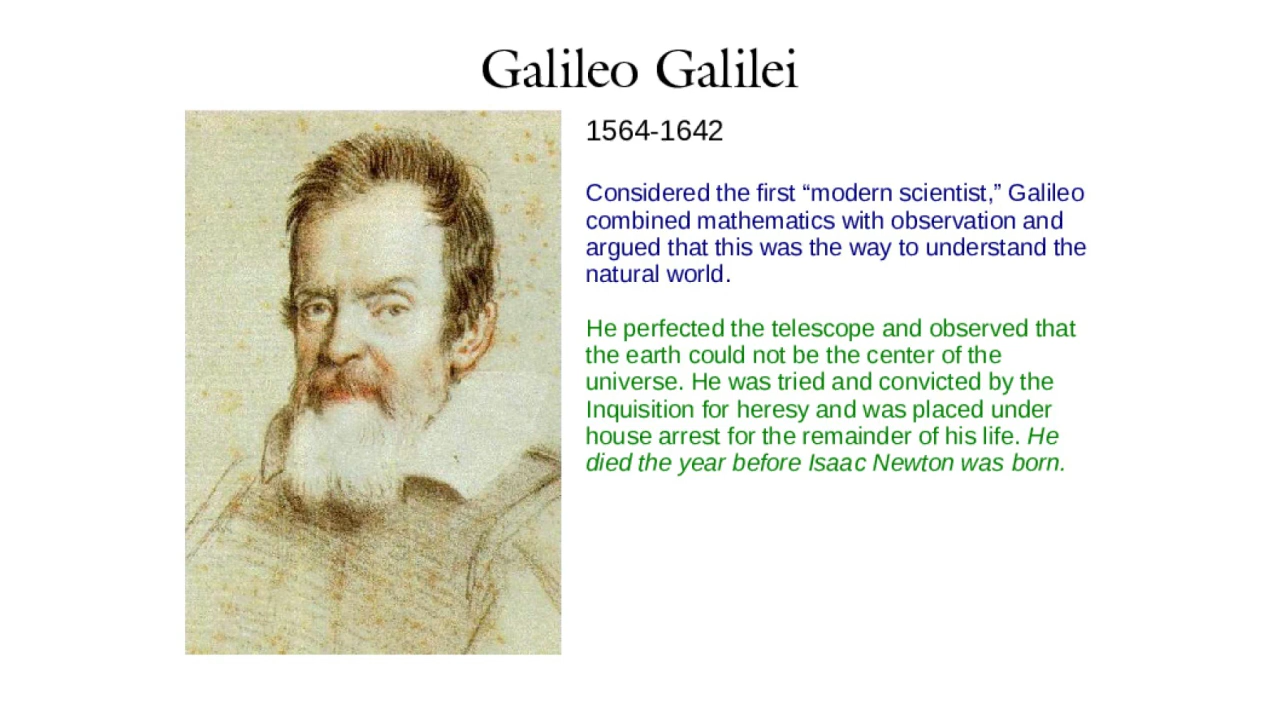 Galileo Galilei
1564-1642
Considered the first “modern scientist,” Galileo
combined mathematics with observation and
argued that this was the way to understand the
natural world.
He perfected the telescope and observed that
the earth could not be the center of the
universe. He was tried and convicted by the
Inquisition for heresy and was placed under
house arrest for the remainder of his life. He
died the year before Isaac Newton was born.